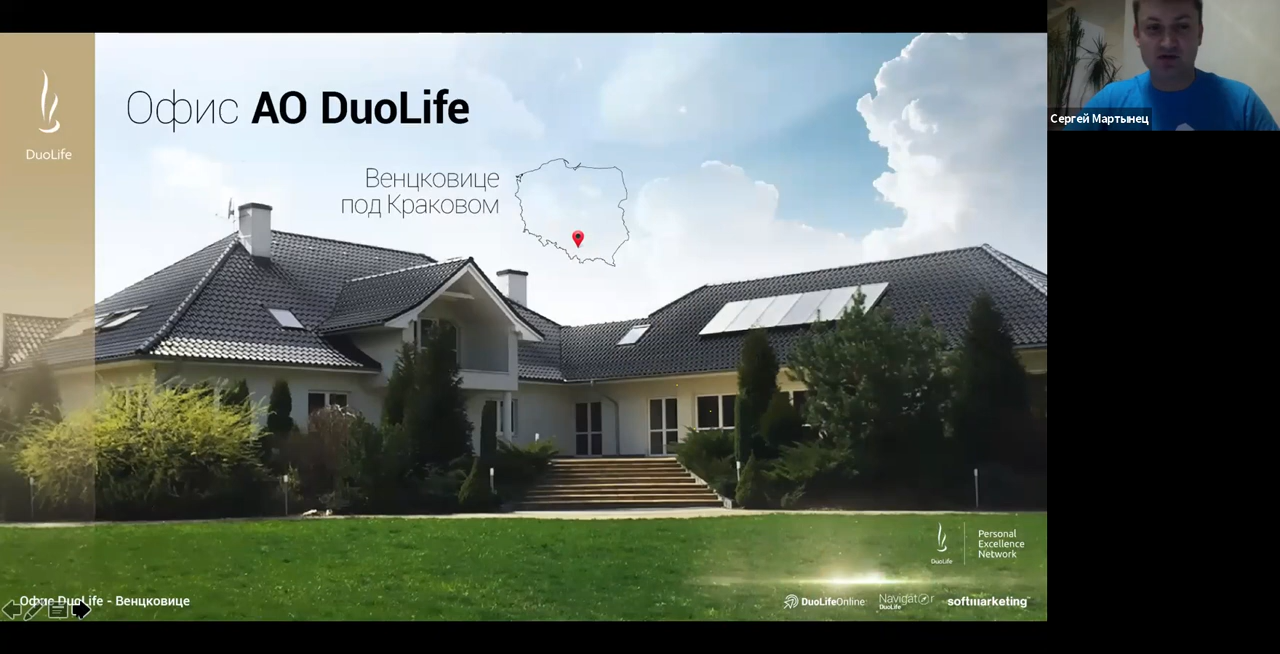 Офис АО DuoLife
DuoLife
Венцковице
под Краковом
Сергей Мартынец
DuoLife
Personal
Excellence
Network
Офис DuoLife - Венцковице
DuoLifeOnline
Navigator
DuoLife
softmarketing